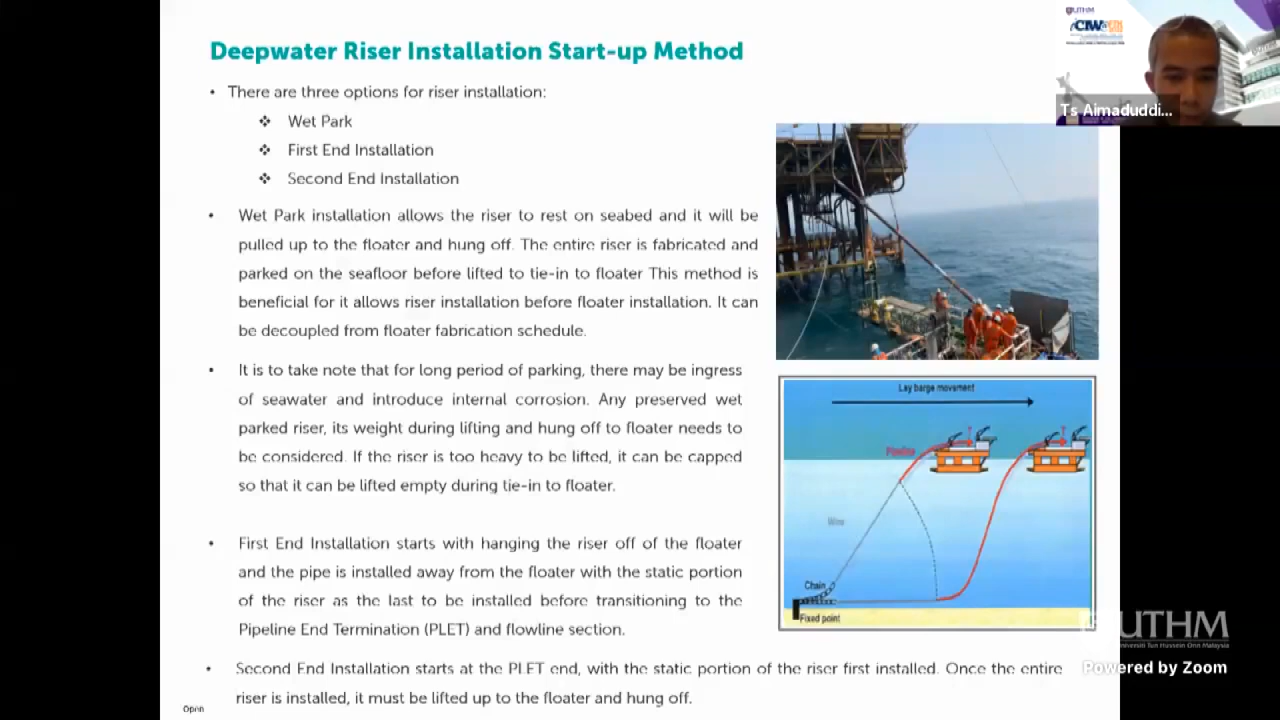 Deepwater Riser Installation Start-up Method
• There are three options for riser installation:
❖ Wet Park
❖ First End Installation
❖ Second End Installation
• Wet Park installation allows the riser to rest on seabed and it will be
pulled up to the floater and hung off. The entire riser is fabricated and
parked on the seafloor before lifted to tie-in to floater This method is
beneficial for it allows riser installation before floater installation. It can
be decoupled from floater fabrication schedule.
• It is to take note that for long period of parking, there may be ingress
of seawater and introduce internal corrosion. Any preserved wet
parked riser, its weight during lifting and hung off to floater needs to
be considered. If the riser is too heavy to be lifted, it can be capped
so that it can be lifted empty during tie-in to floater.
• First End Installation starts with hanging the riser off of the floater
and the pipe is installed away from the floater with the static portion
of the riser as the last to be installed before transitioning to the
Pipeline End Termination (PLET) and flowline section.
• Second End Installation starts at the PLET end, with the static portion of the riser first installed. Once the entire
riser is installed, it must be lifted up to the floater and hung off.
Open
Lay barge movement
Pipeline
Wire
Chain
Fixed point
UTHM
Ts Aimaduddi...
UTHM
Universiti Tun Hussein Onn Malaysia
Powered by Zoom